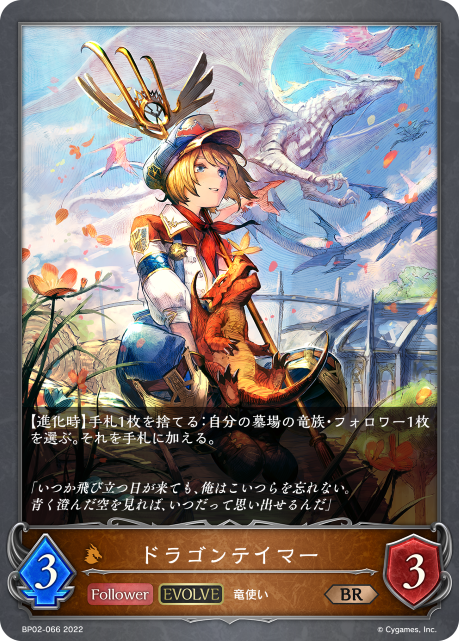 【進化時】手札1枚を捨てる：自分の墓場の竜族・フォロワー1枚
を選ぶ。それを手札に加える。
「いつか飛び立つ日が来ても、俺はこいつらを忘れない。
青く澄んだ空を見れば、いつだって思い出せるんだ」
3
ドラゴンテイマー
3
Follower EVOLVE 竜使い BR
BP02-066 2022 © Cygames, Inc.